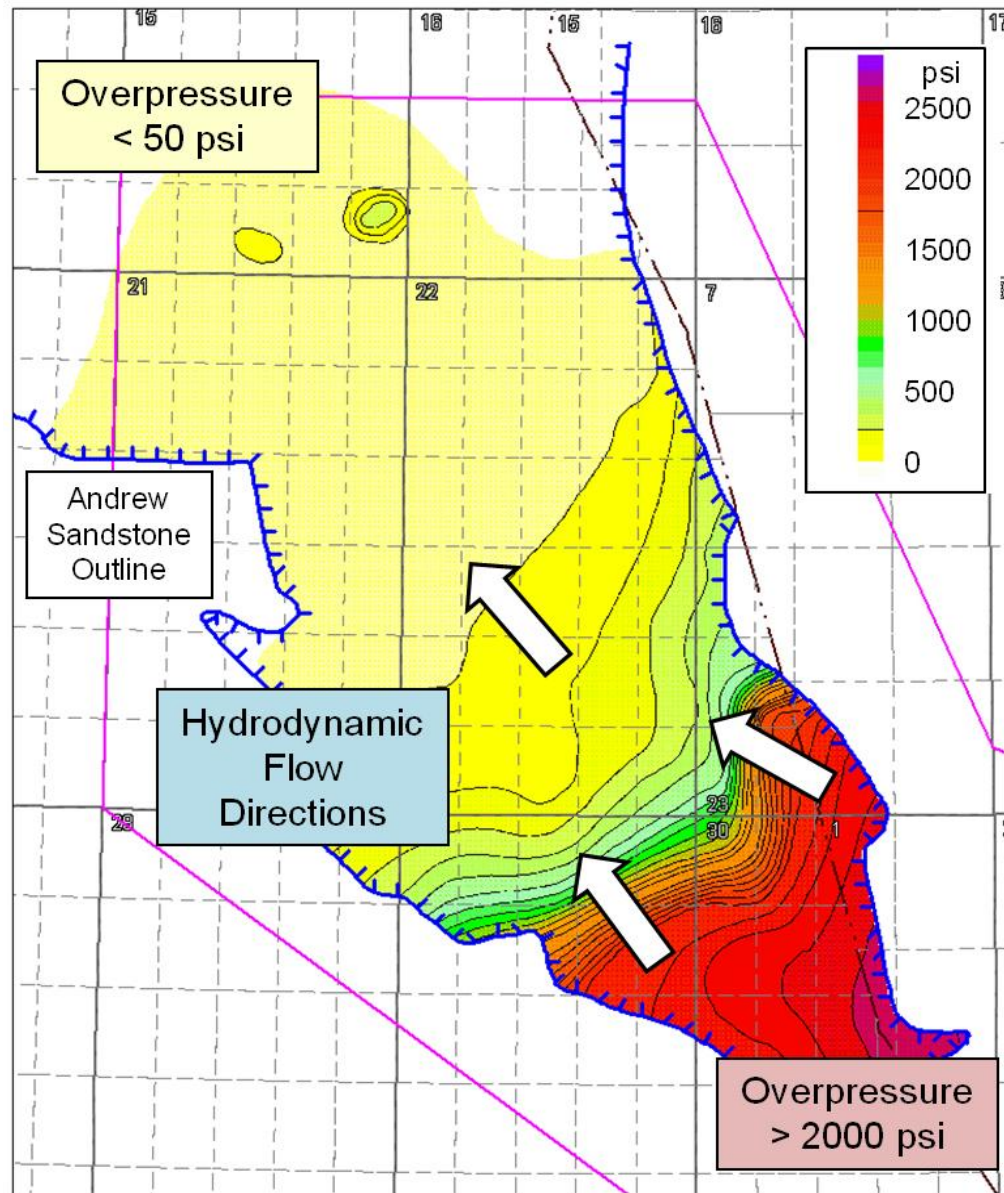 15
16
15
16
17
Overpressure
< 50 psi
psi
2500
2000
1500
1000
500
0
21
22
7
Andrew
Sandstone
Outline
Hydrodynamic
Flow
Directions
28
23
30
1
Overpressure
> 2000 psi